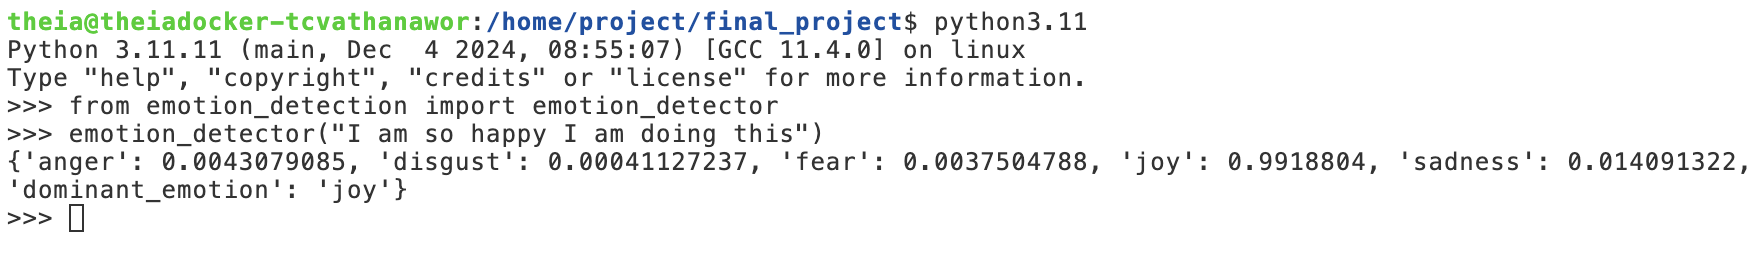 theia@theiadocker-tcvathanawor:/home/project/final_project$ python3.11
Python 3.11.11 (main, Dec  4 2024, 08:55:07) [GCC 11.4.0] on linux
Type "help", "copyright", "credits" or "license" for more information.
>>> from emotion_detection import emotion_detector
>>> emotion_detector("I am so happy I am doing this")
{'anger': 0.0043079085, 'disgust': 0.00041127237, 'fear': 0.0037504788, 'joy': 0.9918804, 'sadness': 0.014091322,
'dominant_emotion': 'joy'}
>>>